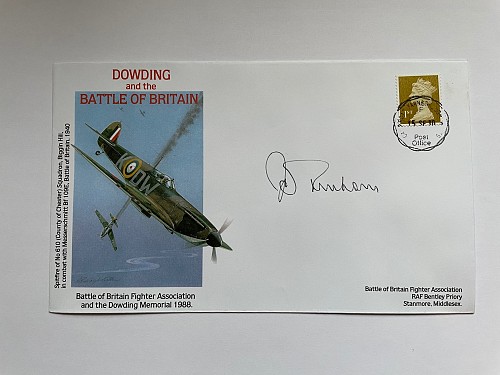 DOWDING
and the
BATTLE OF BRITAIN
Spitfire of No 610 (County of Chester) Squadron, Biggin Hill,
in combat with Messerschmitt Bf 109E, Battle of Britain, 1940
DW
K
1st
Post
Office
Battle of Britain Fighter Association
and the Dowding Memorial 1988.
Battle of Britain Fighter Association
RAF Bentley Priory
Stanmore, Middlesex.